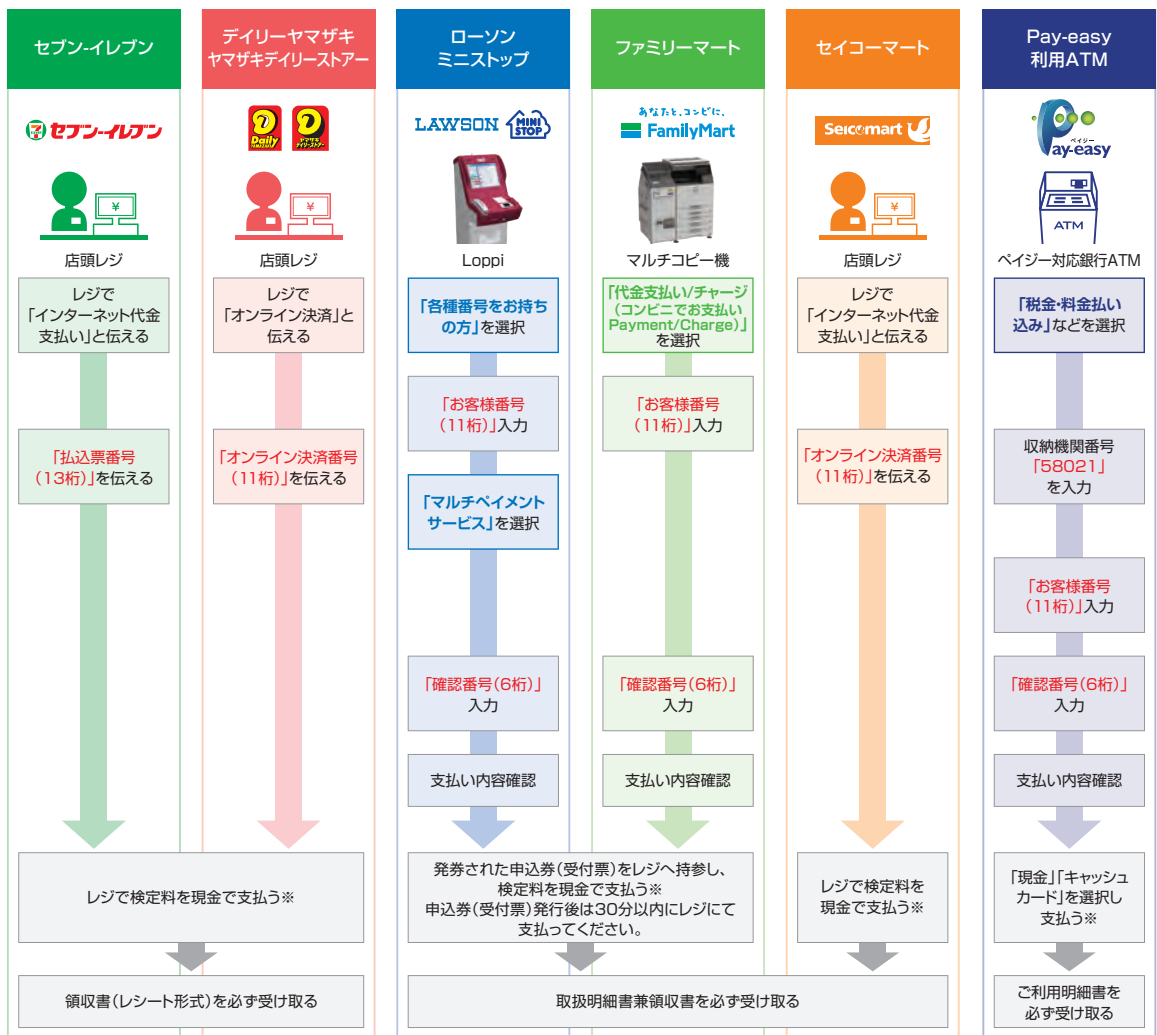 セブン-イレブン
デイリーヤマザキ
ヤマザキデイリーストアー
ローソン
ミニストップ
ファミリーマート
セイコーマート
Pay-easy
利用ATM
セブン-イレブン
Daily
YAMAZAKI
ヤマザキ
デイリーストアー
LAWSON
MINI
STOP
あなたと、コンビに、
FamilyMart
Seicomart
ペイジー
Pay-easy
¥
¥
¥
ATM
店頭レジ
店頭レジ
Loppi
マルチコピー機
店頭レジ
ペイジー対応銀行ATM
レジで
「インターネット代金
支払い」と伝える
「払込票番号
(13桁)」を伝える
レジで
「オンライン決済」と
伝える
「オンライン決済番号
(11桁)」を伝える
「各種番号をお持ち
の方」を選択
「お客様番号
(11桁)」入力
「マルチペイメント
サービス」を選択
「確認番号(6桁)」
入力
支払い内容確認
「代金支払い/チャージ
(コンビニでお支払い
Payment/Charge)」
を選択
「お客様番号
(11桁)」入力
「確認番号(6桁)」
入力
支払い内容確認
レジで
「インターネット代金
支払い」と伝える
「オンライン決済番号
(11桁)」を伝える
「税金・料金払い
込み」などを選択
収納機関番号
「58021」
を入力
「お客様番号
(11桁)」入力
「確認番号(6桁)」
入力
支払い内容確認
レジで検定料を現金で支払う※
発券された申込券(受付票)をレジへ持参し、
検定料を現金で支払う※
申込券(受付票)発行後は30分以内にレジにて
支払ってください。
レジで検定料を
現金で支払う※
「現金」「キャッシュ
カード」を選択し
支払う※
領収書(レシート形式)を必ず受け取る
取扱明細書兼領収書を必ず受け取る
ご利用明細書を
必ず受け取る